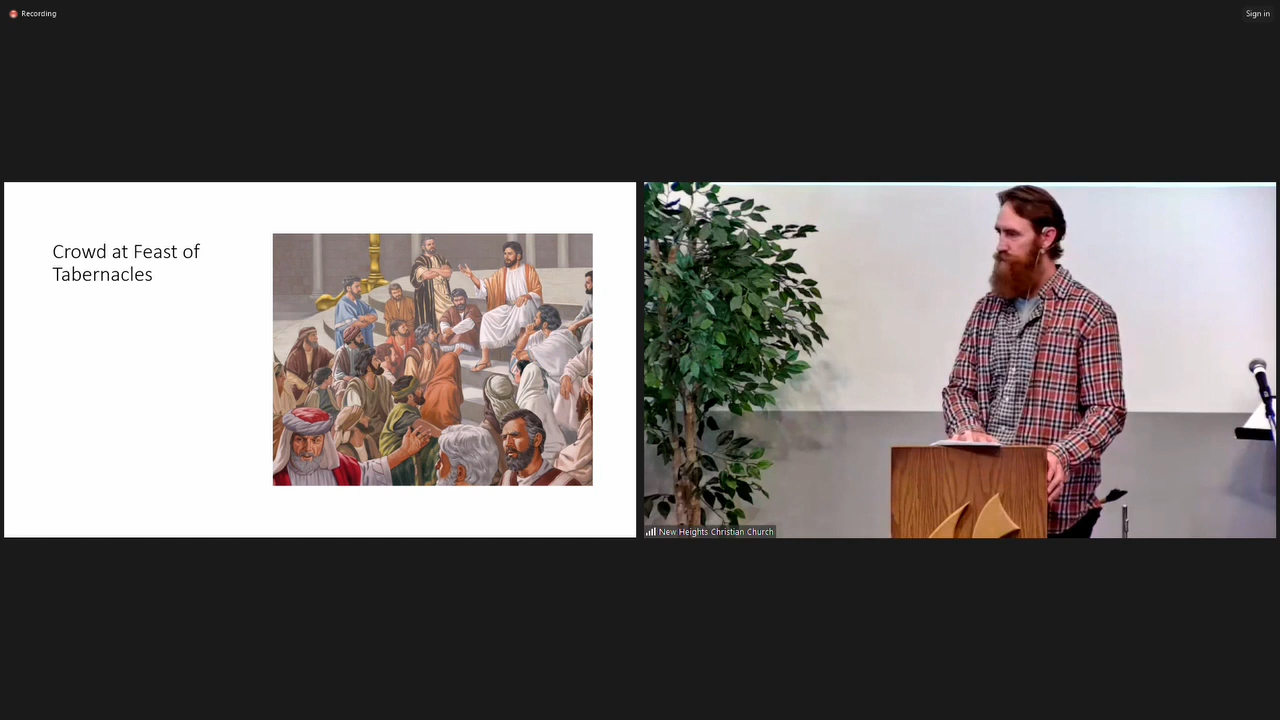 Recording
Sign in
Crowd at Feast of
Tabernacles
New Heights Christian Church